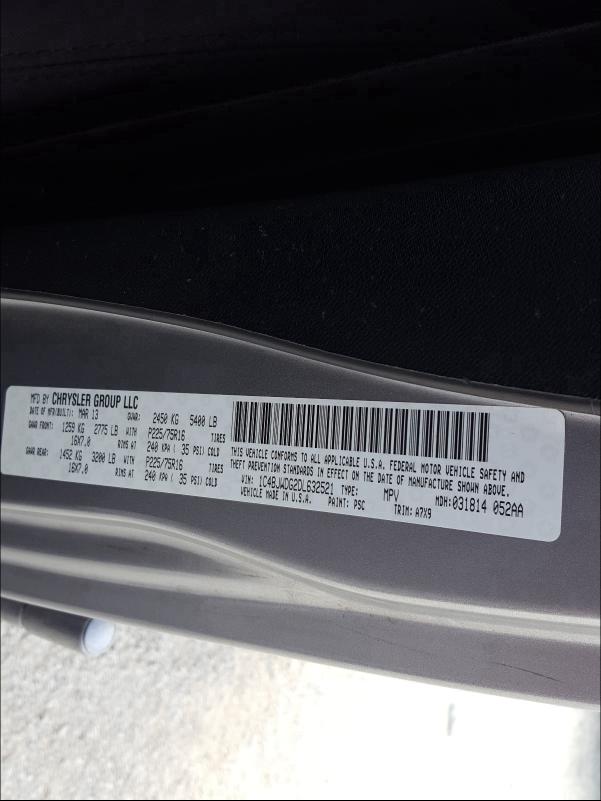 MFD BY CHRYSLER GROUP LLC
DATE OF MFR(BUILT): MAR 13 GVWR: 2450 KG 5400 LB
GAWR FRONT: 1259 KG 2775 LB WITH P225/75R16 TIRES
16X7.0 RIMS AT 240 KPA ( 35 PSI) COLD
GAWR REAR: 1452 KG 3200 LB WITH P225/75R16 TIRES
16X7.0 RIMS AT 240 KPA ( 35 PSI) COLD
THIS VEHICLE CONFORMS TO ALL APPLICABLE U.S.A. FEDERAL MOTOR VEHICLE SAFETY AND
THEFT PREVENTION STANDARDS IN EFFECT ON THE DATE OF MANUFACTURE SHOWN ABOVE.
VIN: 1C4BJWDG2DL632521 TYPE: MPV MDH: 031814 052AA
VEHICLE MADE IN U.S.A. PAINT: PSC TRIM: A7X9